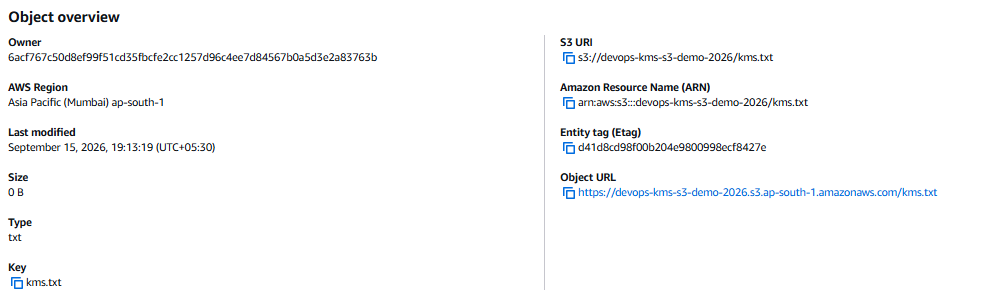 Object overview
Owner
6acf767c50d8ef99f51cd35fbcfe2cc1257d96c4ee7d84567b0a5d3e2a83763b
AWS Region
Asia Pacific (Mumbai) ap-south-1
Last modified
September 15, 2026, 19:13:19 (UTC+05:30)
Size
0 B
Type
txt
Key
kms.txt
S3 URI
s3://devops-kms-s3-demo-2026/kms.txt
Amazon Resource Name (ARN)
arn:aws:s3:::devops-kms-s3-demo-2026/kms.txt
Entity tag (Etag)
d41d8cd98f00b204e9800998ecf8427e
Object URL
https://devops-kms-s3-demo-2026.s3.ap-south-1.amazonaws.com/kms.txt